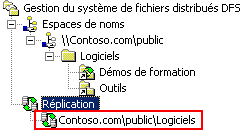 Gestion du système de fichiers distribués DFS
Espaces de noms
\\Contoso.com\public
Logiciels
Démos de formation
Outils
Réplication
Contoso.com\public\Logiciels